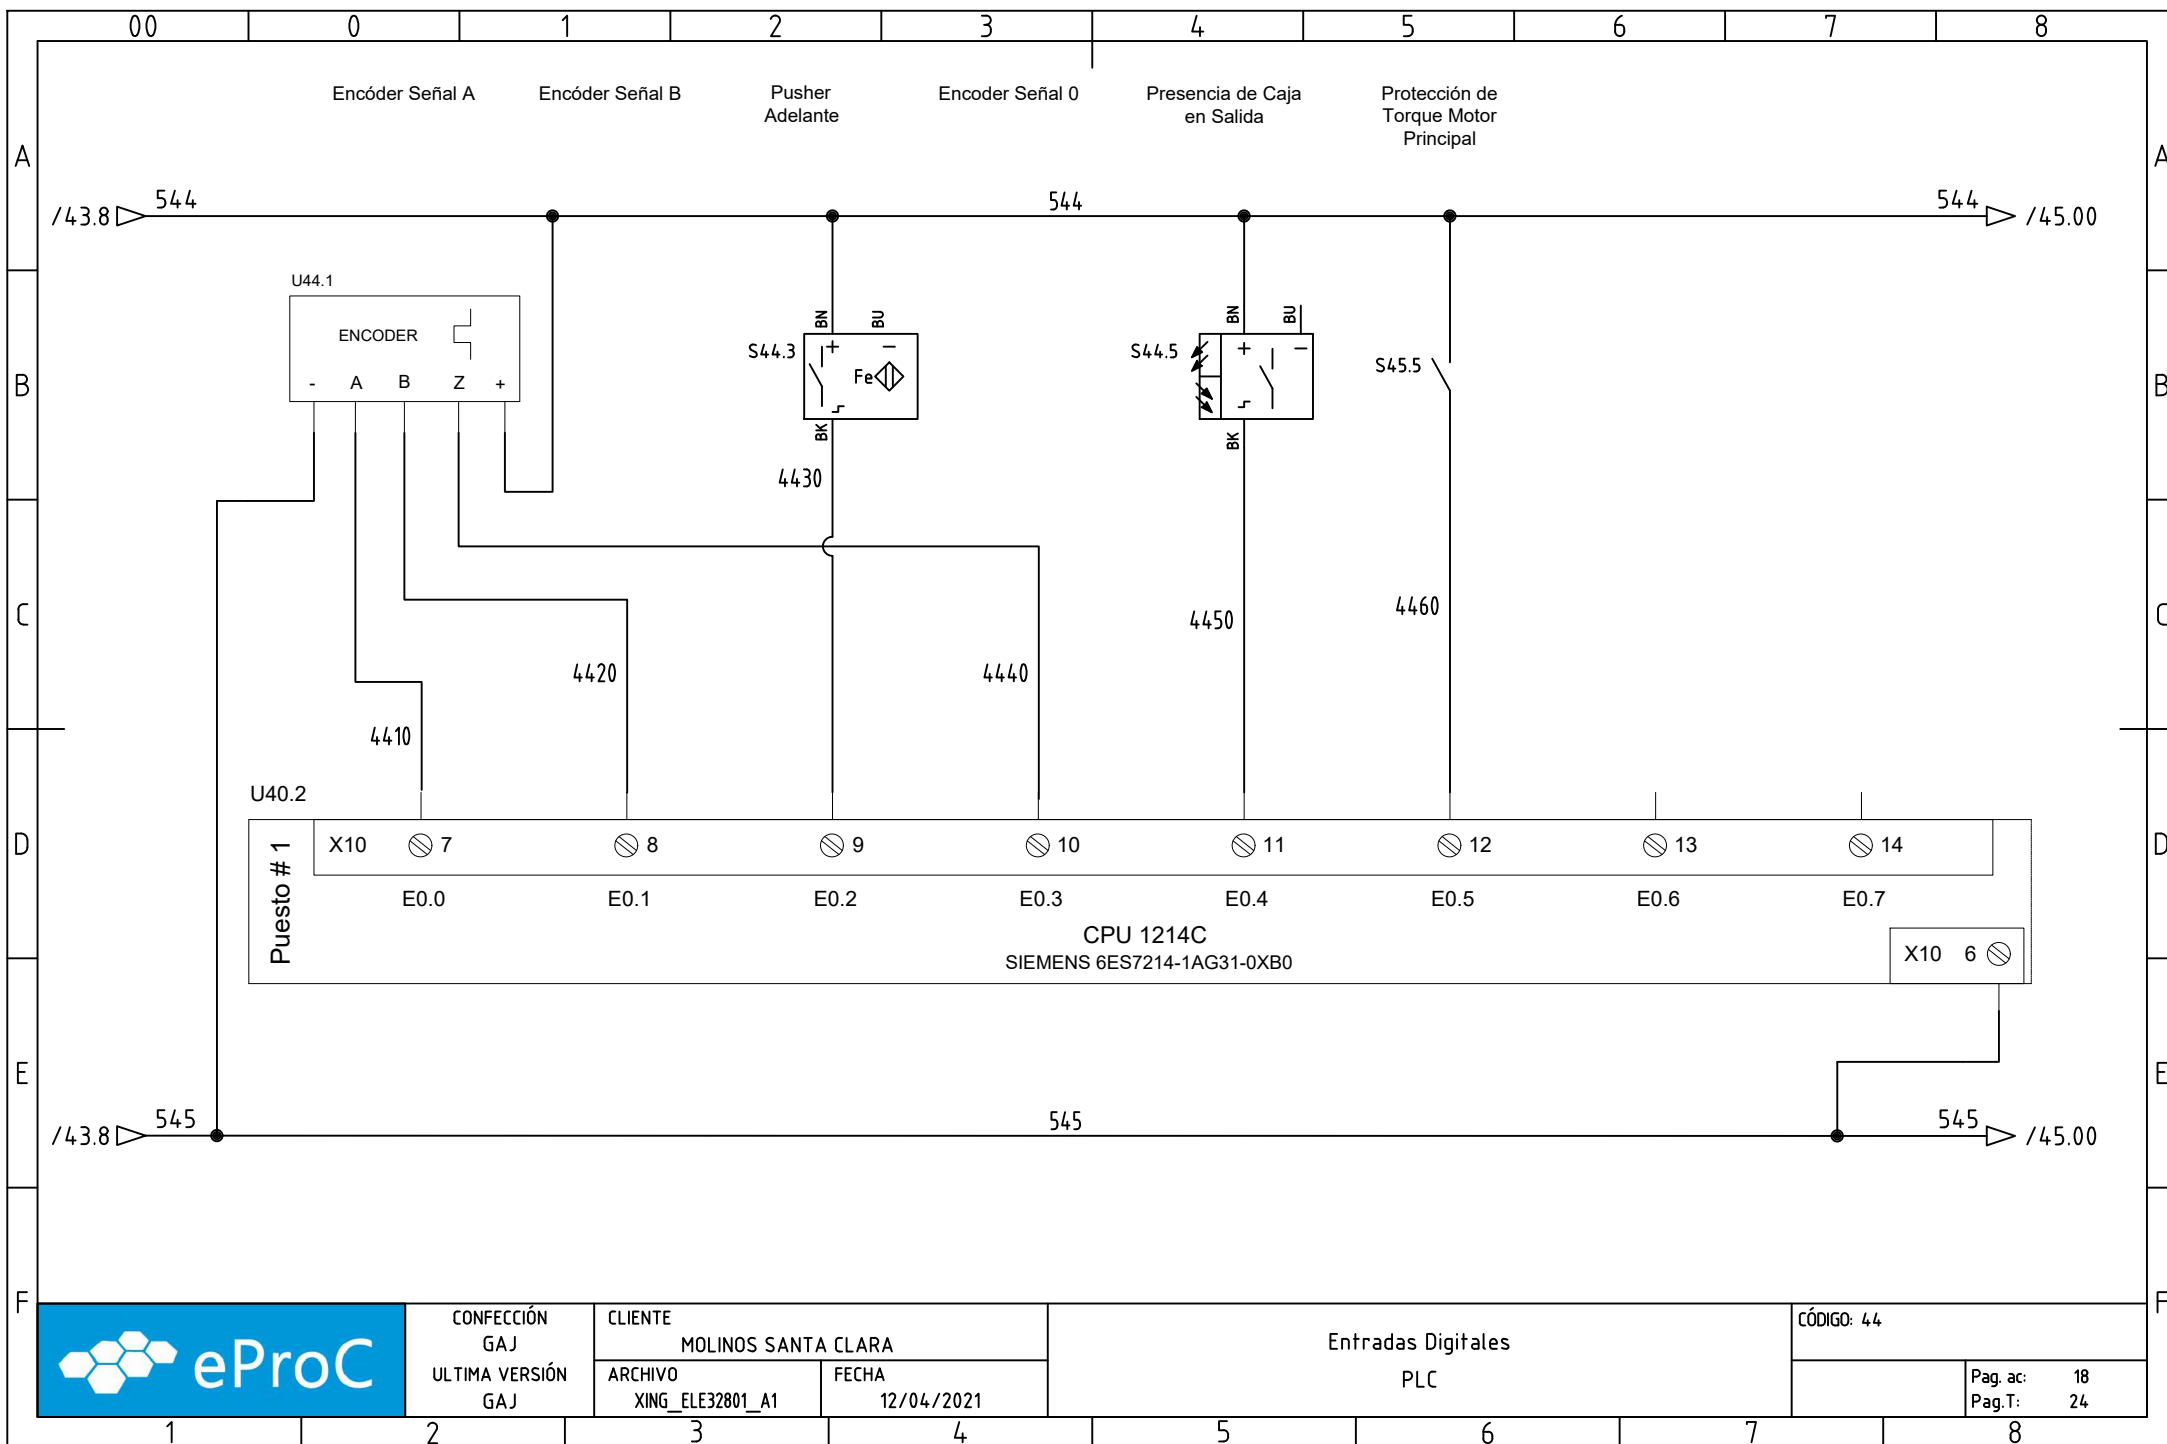 00 0 1 2 3 4 5 6 7 8
Encóder Señal A
Encóder Señal B
Pusher
Adelante
Encoder Señal 0
Presencia de Caja
en Salida
Protección de
Torque Motor
Principal
A A
/43.8 544 544 544 /45.00
U44.1
ENCODER
- A B Z +
B B
S44.3 BN BU
+ -
Fe
BK
4430
S44.5 BN BU
+ -
BK
S45.5
C C
4450
4460
4420
4440
4410
U40.2
D D
Puesto # 1
X10 7 8 9 10 11 12 13 14
E0.0 E0.1 E0.2 E0.3 E0.4 E0.5 E0.6 E0.7
CPU 1214C
SIEMENS 6ES7214-1AG31-0XB0
X10 6
E E
/43.8 545 545 545 /45.00
F F
eProC
CONFECCIÓN
GAJ
ULTIMA VERSIÓN
GAJ
CLIENTE
MOLINOS SANTA CLARA
ARCHIVO
XING_ELE32801_A1
FECHA
12/04/2021
Entradas Digitales
PLC
CÓDIGO: 44
Pag. ac: 18
Pag.T: 24
1 2 3 4 5 6 7 8